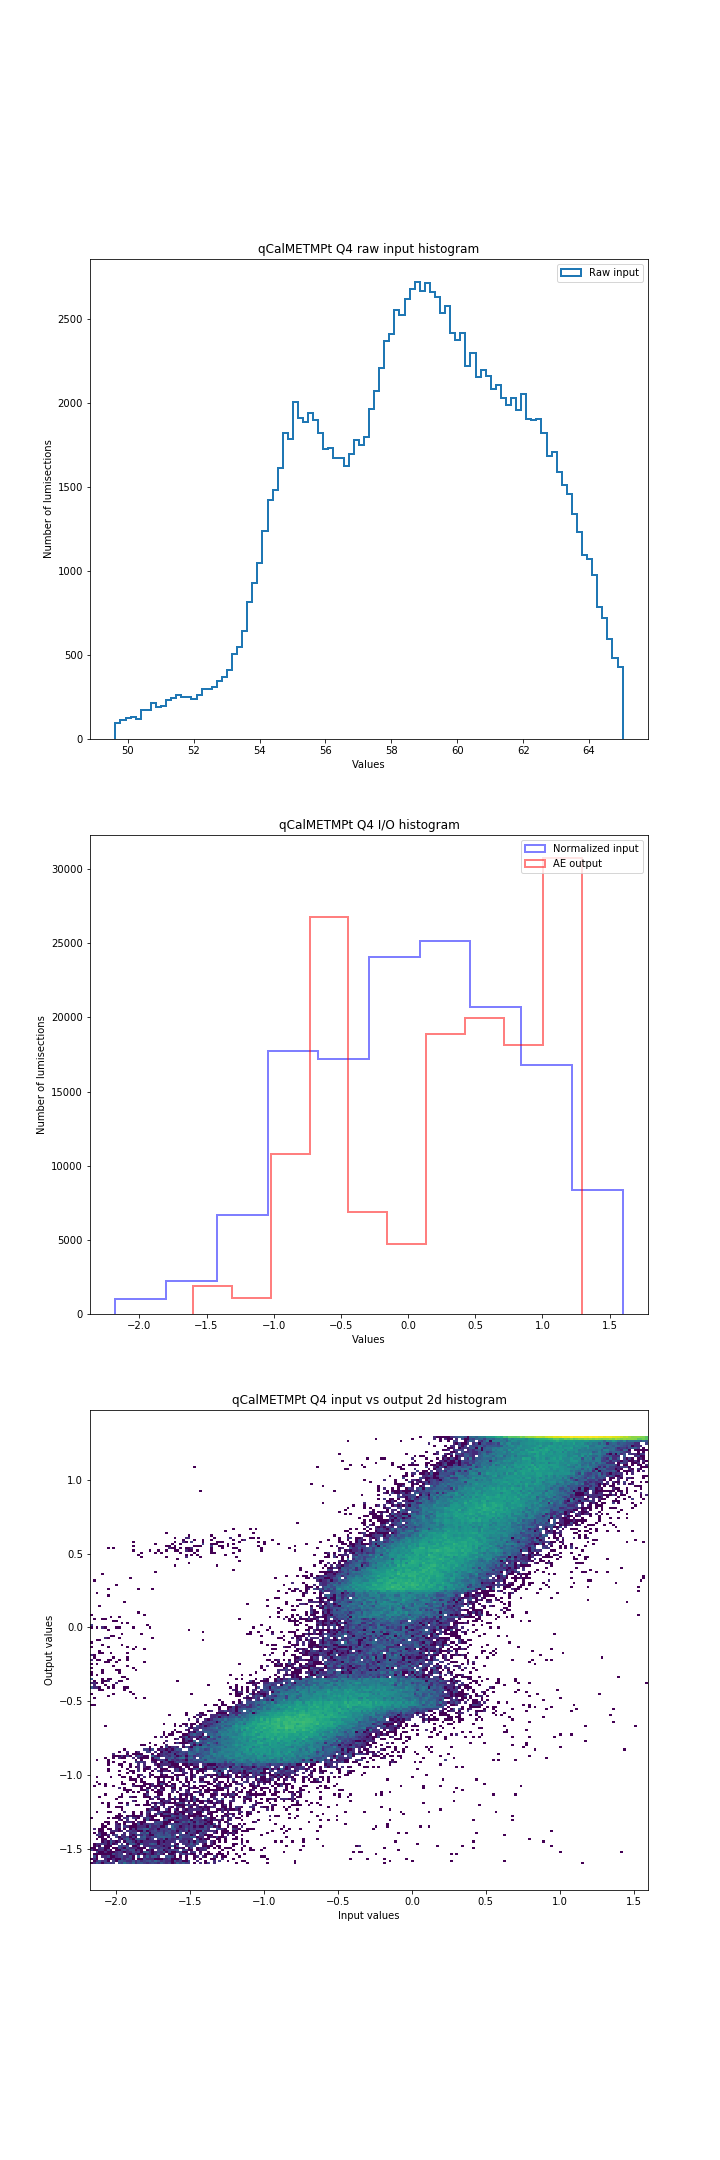 qCalMETMPt Q4 raw input histogram
Raw input
2500
2000
1500
1000
500
0
Number of lumisections
50 52 54 56 58 60 62 64
Values
qCalMETMPt Q4 I/O histogram
Normalized input
AE output
30000
25000
20000
15000
10000
5000
0
Number of lumisections
−2.0 −1.5 −1.0 −0.5 0.0 0.5 1.0 1.5
Values
qCalMETMPt Q4 input vs output 2d histogram
1.0
0.5
0.0
−0.5
−1.0
−1.5
Output values
−2.0 −1.5 −1.0 −0.5 0.0 0.5 1.0 1.5
Input values